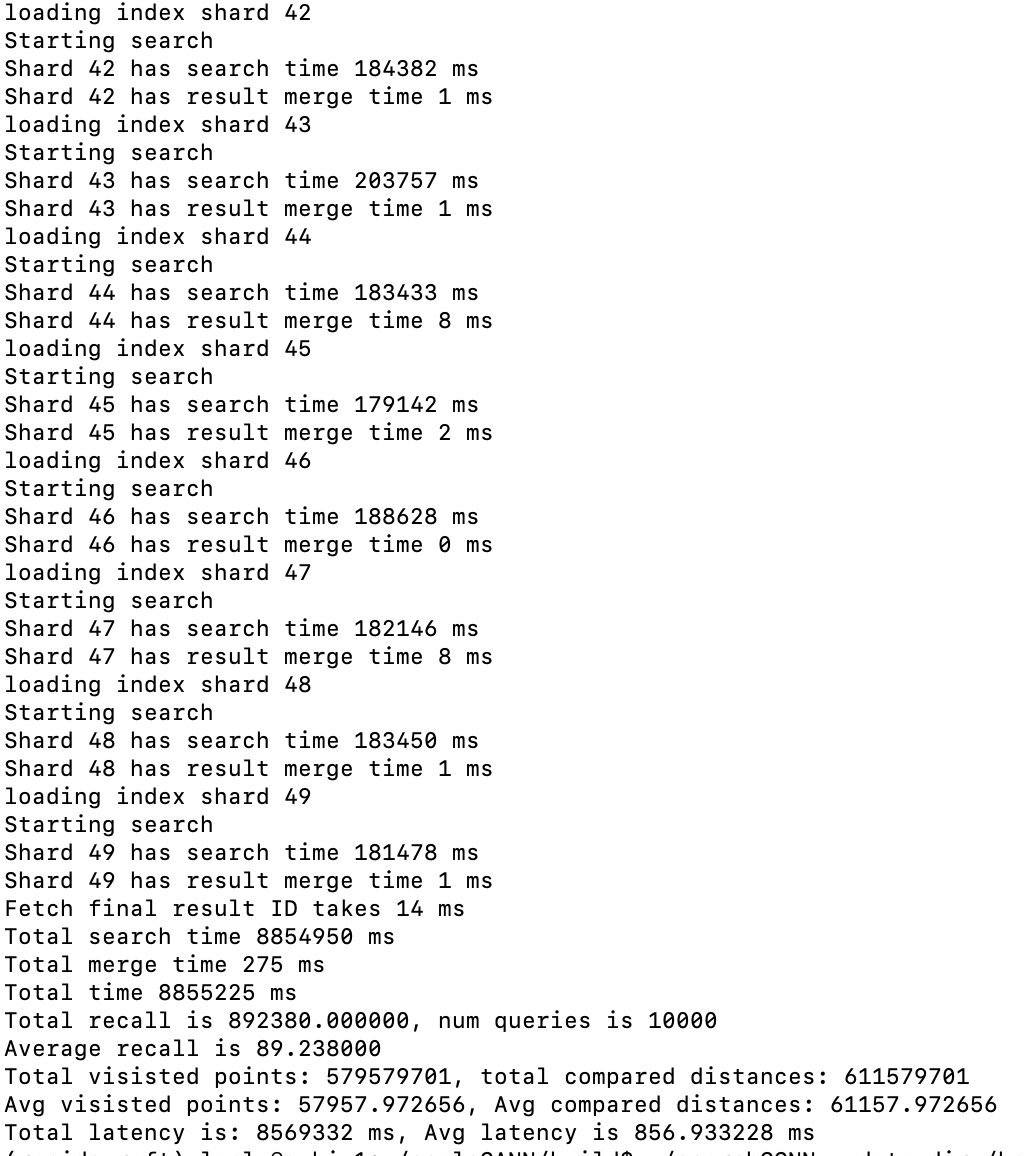 loading index shard 42
Starting search
Shard 42 has search time 184382 ms
Shard 42 has result merge time 1 ms
loading index shard 43
Starting search
Shard 43 has search time 203757 ms
Shard 43 has result merge time 1 ms
loading index shard 44
Starting search
Shard 44 has search time 183433 ms
Shard 44 has result merge time 8 ms
loading index shard 45
Starting search
Shard 45 has search time 179142 ms
Shard 45 has result merge time 2 ms
loading index shard 46
Starting search
Shard 46 has search time 188628 ms
Shard 46 has result merge time 0 ms
loading index shard 47
Starting search
Shard 47 has search time 182146 ms
Shard 47 has result merge time 8 ms
loading index shard 48
Starting search
Shard 48 has search time 183450 ms
Shard 48 has result merge time 1 ms
loading index shard 49
Starting search
Shard 49 has search time 181478 ms
Shard 49 has result merge time 1 ms
Fetch final result ID takes 14 ms
Total search time 8854950 ms
Total merge time 275 ms
Total time 8855225 ms
Total recall is 892380.000000, num queries is 10000
Average recall is 89.238000
Total visisted points: 579579701, total compared distances: 611579701
Avg visisted points: 57957.972656, Avg compared distances: 61157.972656
Total latency is: 8569332 ms, Avg latency is 856.933228 ms